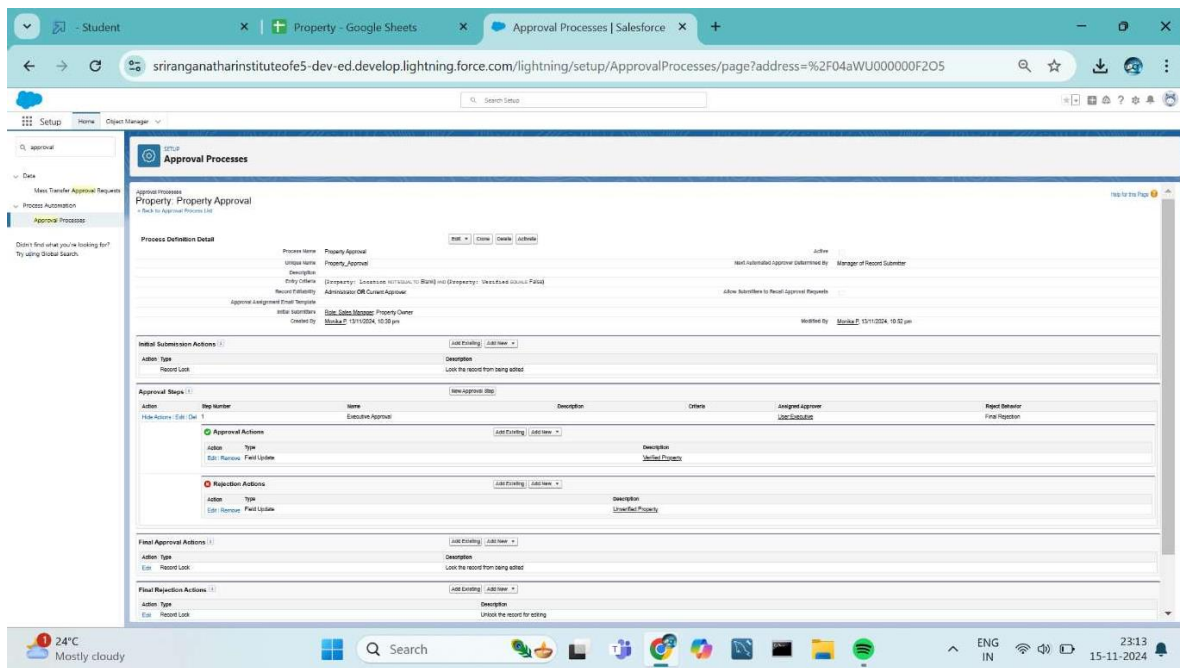 - Student
Property - Google Sheets
Approval Processes | Salesforce
sriranganatharinstituteofe5-dev-ed.develop.lightning.force.com/lightning/setup/ApprovalProcesses/page?address=%2F04aWU000000F2O5
Search Setup
Setup Home Object Manager
approval
SETUP
Approval Processes
Data
Mass Transfer Approval Requests
Process Automation
Approval Processes
Didn't find what you're looking for?
Try using Global Search.
Approval Processes
Property: Property Approval
« Back to Approval Process List
Help for this Page
Process Definition Detail Edit Clone Delete Activate
Process Name Property Approval Active
Unique Name Property_Approval Next Automated Approver Determined By Manager of Record Submitter
Description
Entry Criteria (Property: Location NOT EQUAL TO Blank) AND (Property: Verified EQUALS False)
Record Editability Administrator OR Current Approver Allow Submitters to Recall Approval Requests
Approval Assignment Email Template
Initial Submitters Role: Sales Manager, Property Owner
Created By Monika P, 13/11/2024, 10:39 pm Modified By Monika P, 13/11/2024, 10:52 pm
Initial Submission Actions Add Existing Add New
Action Type Description
Record Lock Lock the record from being edited
Approval Steps New Approval Step
Action Step Number Name Description Criteria Assigned Approver Reject Behavior
Hide Actions | Edit | Del 1 Executive Approval User:Executive Final Rejection
Approval Actions Add Existing Add New
Action Type Description
Edit | Remove Field Update Verified Property
Rejection Actions Add Existing Add New
Action Type Description
Edit | Remove Field Update Unverified Property
Final Approval Actions Add Existing Add New
Action Type Description
Edit Record Lock Lock the record from being edited
Final Rejection Actions Add Existing Add New
Action Type Description
Edit Record Lock Unlock the record for editing
1
24°C
Mostly cloudy
Search
ENG
IN
23:13
15-11-2024